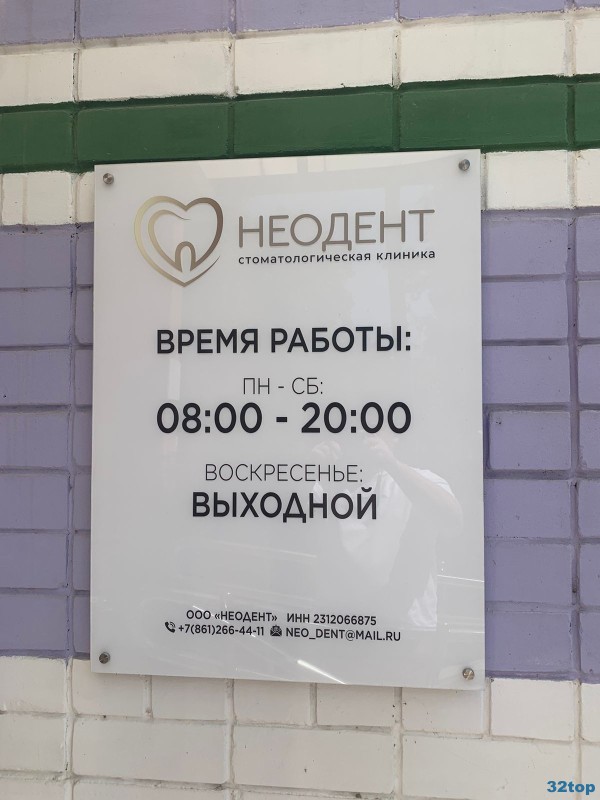 НЕОДЕНТ
стоматологическая клиника
ВРЕМЯ РАБОТЫ:
ПН - СБ:
08:00 - 20:00
ВОСКРЕСЕНЬЕ:
ВЫХОДНОЙ
ООО «НЕОДЕНТ» ИНН 2312066875
+7(861)266-44-11 NEO_DENT@MAIL.RU
32top